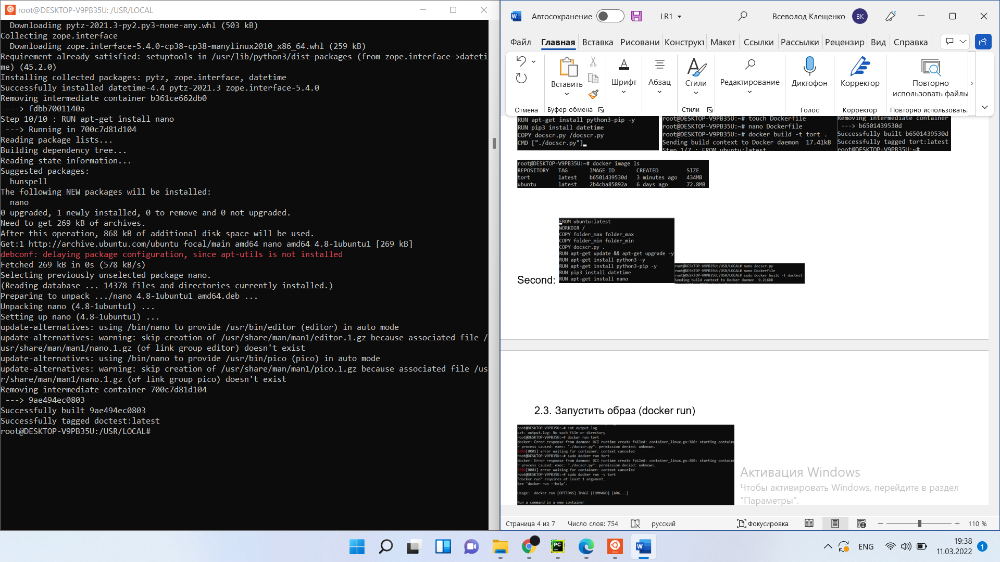 root@DESKTOP-V9PB35U: /USR/LOCAL
Downloading pytz-2021.3-py2.py3-none-any.whl (503 kB)
Collecting zope.interface
Downloading zope.interface-5.4.0-cp38-cp38-manylinux2010_x86_64.whl (259 kB)
Requirement already satisfied: setuptools in /usr/lib/python3/dist-packages (from zope.interface->dateti
me) (45.2.0)
Installing collected packages: pytz, zope.interface, datetime
Successfully installed datetime-4.4 pytz-2021.3 zope.interface-5.4.0
Removing intermediate container b361ce662db0
---> fdbb7001140a
Step 10/10 : RUN apt-get install nano
---> Running in 700c7d81d104
Reading package lists...
Building dependency tree...
Reading state information...
Suggested packages:
hunspell
The following NEW packages will be installed:
nano
0 upgraded, 1 newly installed, 0 to remove and 0 not upgraded.
Need to get 269 kB of archives.
After this operation, 868 kB of additional disk space will be used.
Get:1 http://archive.ubuntu.com/ubuntu focal/main amd64 nano amd64 4.8-1ubuntu1 [269 kB]
debconf: delaying package configuration, since apt-utils is not installed
Fetched 269 kB in 0s (578 kB/s)
Selecting previously unselected package nano.
(Reading database ... 14378 files and directories currently installed.)
Preparing to unpack .../nano_4.8-1ubuntu1_amd64.deb ...
Unpacking nano (4.8-1ubuntu1) ...
Setting up nano (4.8-1ubuntu1) ...
update-alternatives: using /bin/nano to provide /usr/bin/editor (editor) in auto mode
update-alternatives: warning: skip creation of /usr/share/man/man1/editor.1.gz because associated file /
usr/share/man/man1/nano.1.gz (of link group editor) doesn't exist
update-alternatives: using /bin/nano to provide /usr/bin/pico (pico) in auto mode
update-alternatives: warning: skip creation of /usr/share/man/man1/pico.1.gz because associated file /us
r/share/man/man1/nano.1.gz (of link group pico) doesn't exist
Removing intermediate container 700c7d81d104
---> 9ae494ec0803
Successfully built 9ae494ec0803
Successfully tagged doctest:latest
root@DESKTOP-V9PB35U:/USR/LOCAL#
Автосохранение
LR1
Всеволод Клещенко
ВК
Файл Главная Вставка Рисовани Конструкт Макет Ссылки Рассылки Рецензир Вид Справка
Вставить
Шрифт
Абзац
Стили
Редактирование
Диктофон
Корректор
Повторно
использовать файлы
Отмена
Буфер обмена
Стили
Голос
Корректор
Повторно использовать.
RUN apt-get install python3-pip -y
RUN pip3 install datetime
COPY docscr.py /docscr.py
CMD ["./docscr.py"]
root@DESKTOP-V9PB35U:~# touch Dockerfile
root@DESKTOP-V9PB35U:~# nano Dockerfile
root@DESKTOP-V9PB35U:~# docker build -t tort .
Sending build context to Docker daemon 17.41kB
Step 1/7 : FROM ubuntu:latest
Removing intermediate container
---> b6501439530d
Successfully built b6501439530d
Successfully tagged tort:latest
root@DESKTOP-V9PB35U:~#
root@DESKTOP-V9PB35U:~# docker image ls
REPOSITORY TAG IMAGE ID CREATED SIZE
tort latest b6501439530d 3 minutes ago 434MB
ubuntu latest 2b4cba85892a 6 days ago 72.8MB
Second:
FROM ubuntu:latest
WORKDIR /
COPY folder_max folder_max
COPY folder_min folder_min
COPY docscr.py .
RUN apt-get update && apt-get upgrade -y
RUN apt-get install python3 -y
RUN apt-get install python3-pip -y
RUN pip3 install datetime
RUN apt-get install nano
root@DESKTOP-V9PB35U:/USR/LOCAL# nano docscr.py
root@DESKTOP-V9PB35U:/USR/LOCAL# nano Dockerfile
root@DESKTOP-V9PB35U:/USR/LOCAL# sudo docker build -t doctest
Sending build context to Docker daemon 9.216kB
2.3. Запустить образ (docker run)
root@DESKTOP-V9PB35U:~# cat output.log
cat: output.log: No such file or directory
root@DESKTOP-V9PB35U:~# docker run tort
docker: Error response from daemon: OCI runtime create failed: container_linux.go:380: starting containe
r process caused: exec: "./docscr.py": permission denied: unknown.
ERRO[0001] error waiting for container: context canceled
root@DESKTOP-V9PB35U:~# sudo docker run tort
docker: Error response from daemon: OCI runtime create failed: container_linux.go:380: starting containe
r process caused: exec: "./docscr.py": permission denied: unknown.
ERRO[0001] error waiting for container: context canceled
root@DESKTOP-V9PB35U:~# sudo docker run -v tort
"docker run" requires at least 1 argument.
See 'docker run --help'.
Usage: docker run [OPTIONS] IMAGE [COMMAND] [ARG...]
Run a command in a new container
Активация Windows
Чтобы активировать Windows, перейдите в раздел
"Параметры".
Страница 4 из 7
Число слов: 754
русский
Фокусировка
110 %
PC
ENG
19:38
11.03.2022
1